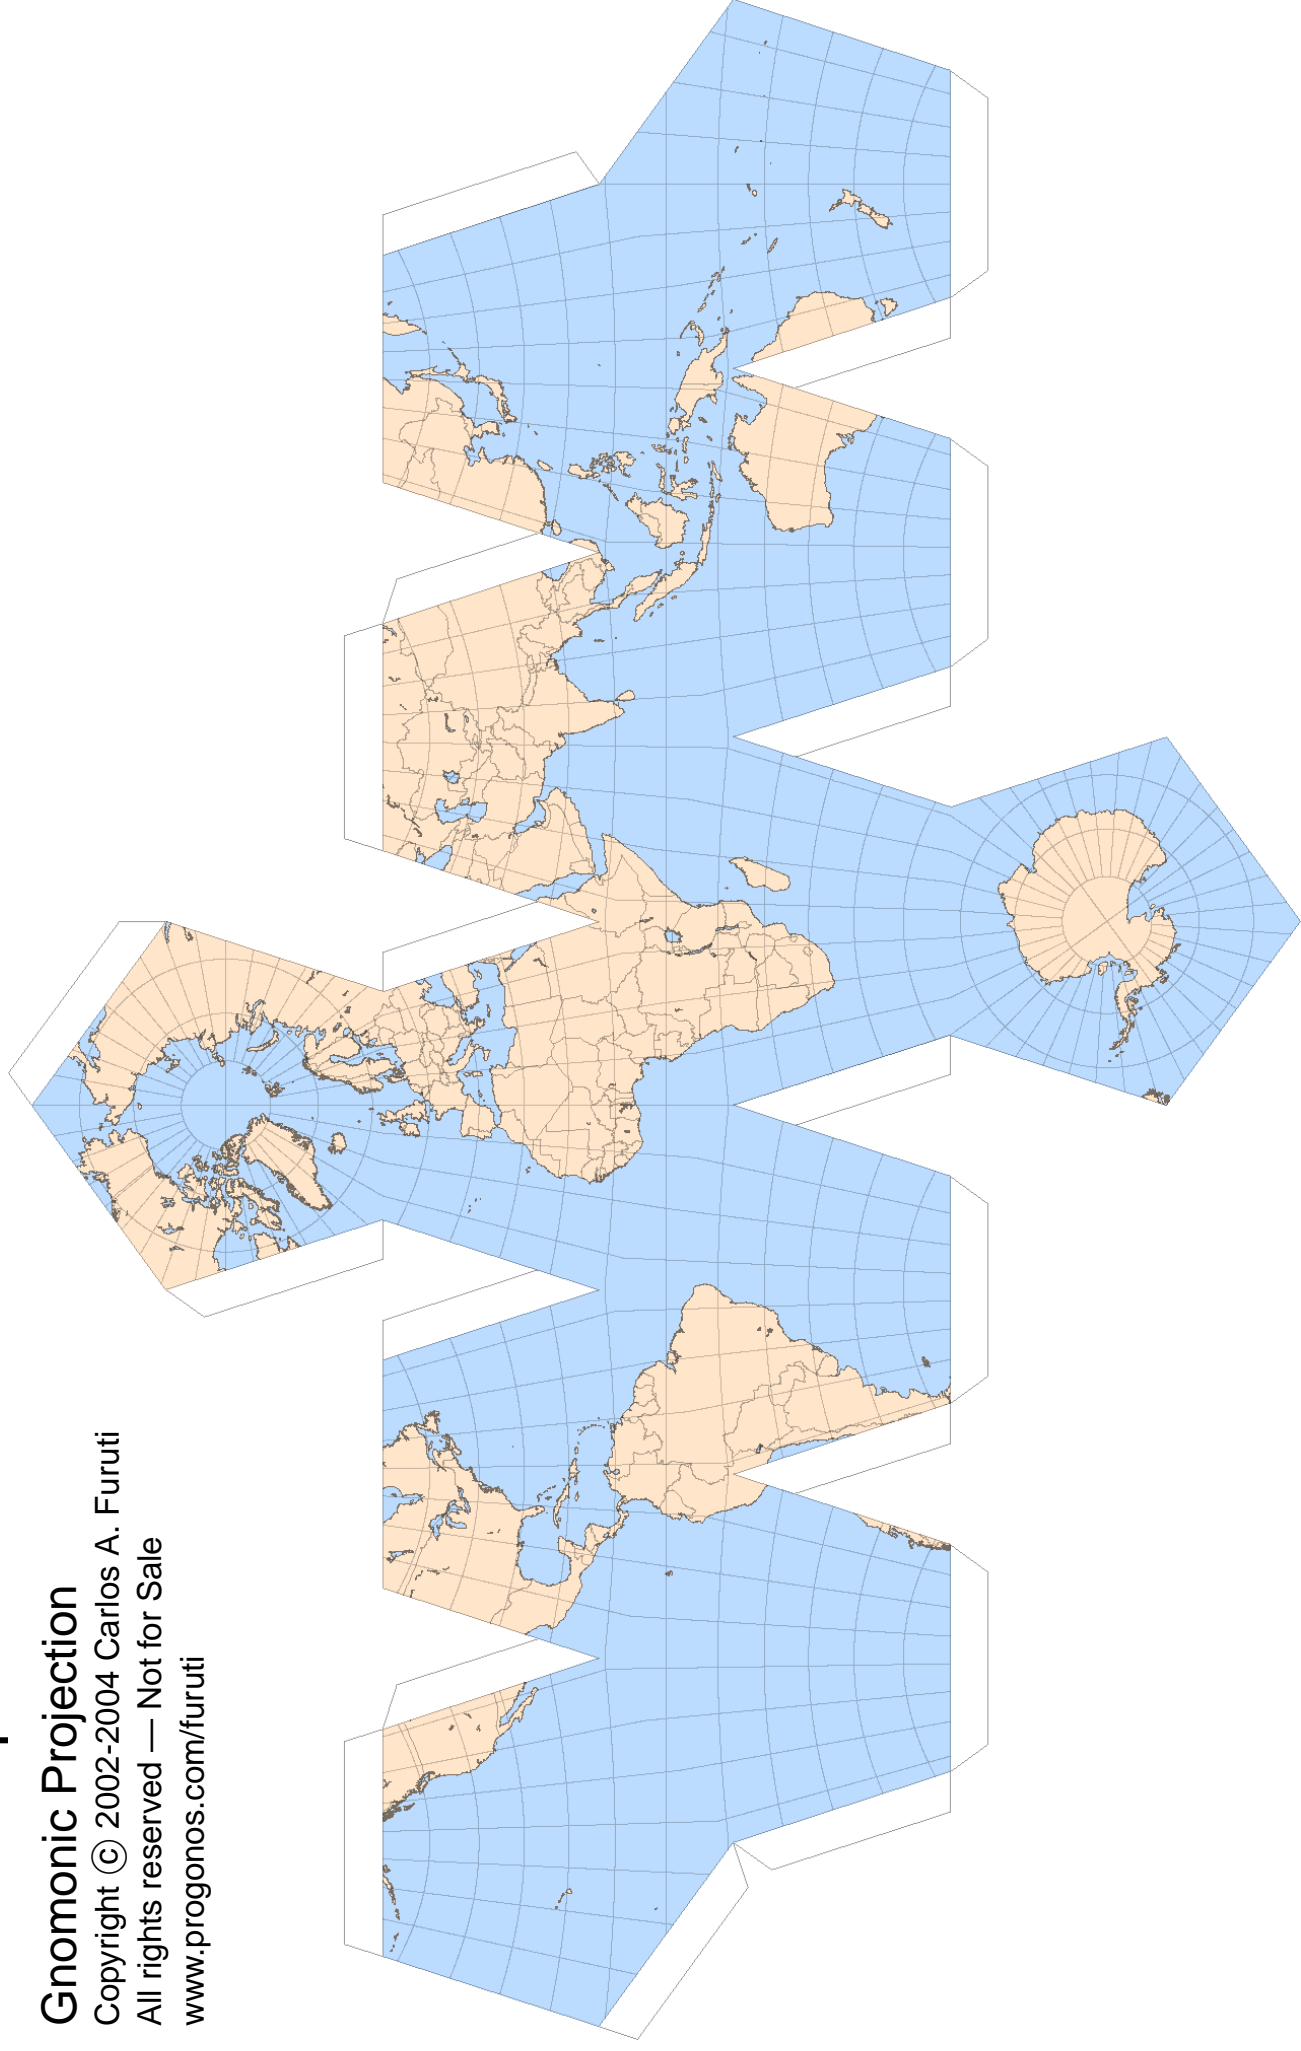 Gnomonic Projection
Copyright © 2002-2004 Carlos A. Furuti
All rights reserved — Not for Sale
www.progonos.com/furuti